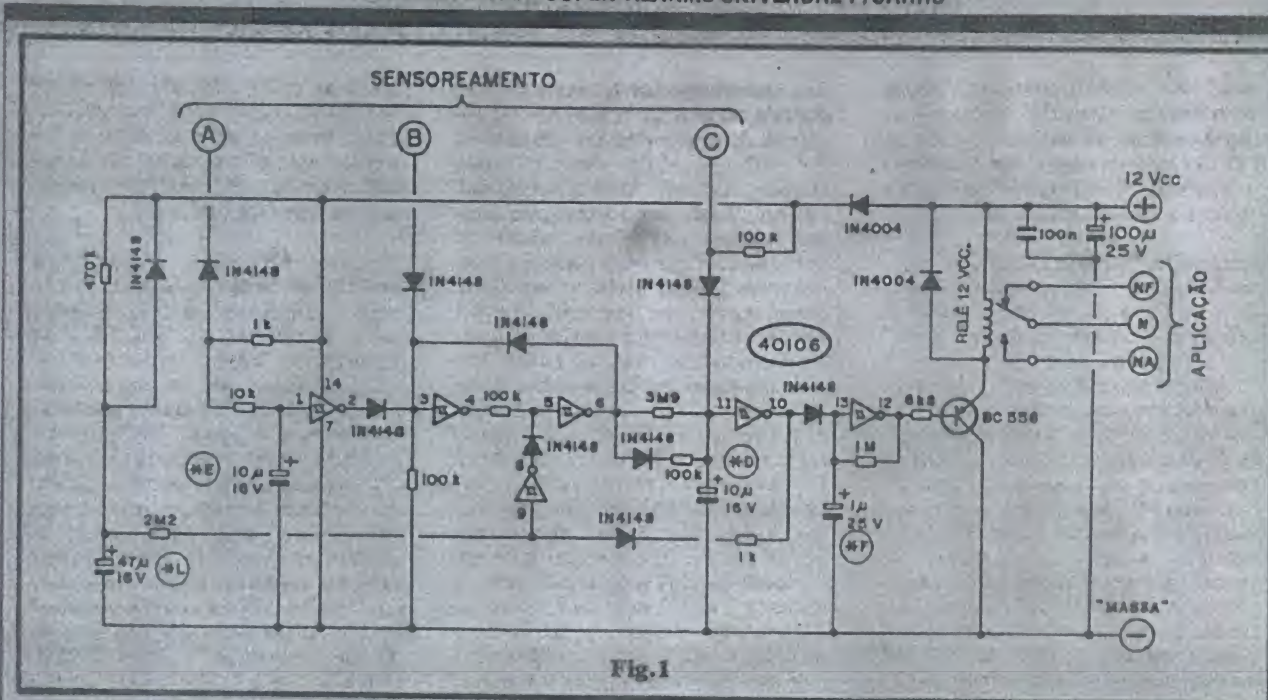 SENSOREAMENTO
A
B
C
12 Vcc
+
470k
1N4148
1N4148
1N4148
1N4148
100k
1N4004
1N4004
100n
100µ
25 V
RELÉ 12 VCC.
NF
N
NA
APLICAÇÃO
1k
1N4148
40106
10k
1
14
7
2
1N4148
3
4
100k
5
6
3M9
11
10
1N4148
13
12
6k8
BC 558
*E
10µ
16V
100k
1N4148
8
9
1N4148
100k
*D
10µ
16V
1M
1µ
25 V
*F
2M2
1N4148
1k
47µ
16V
*L
"MASSA"
−
Fig.1